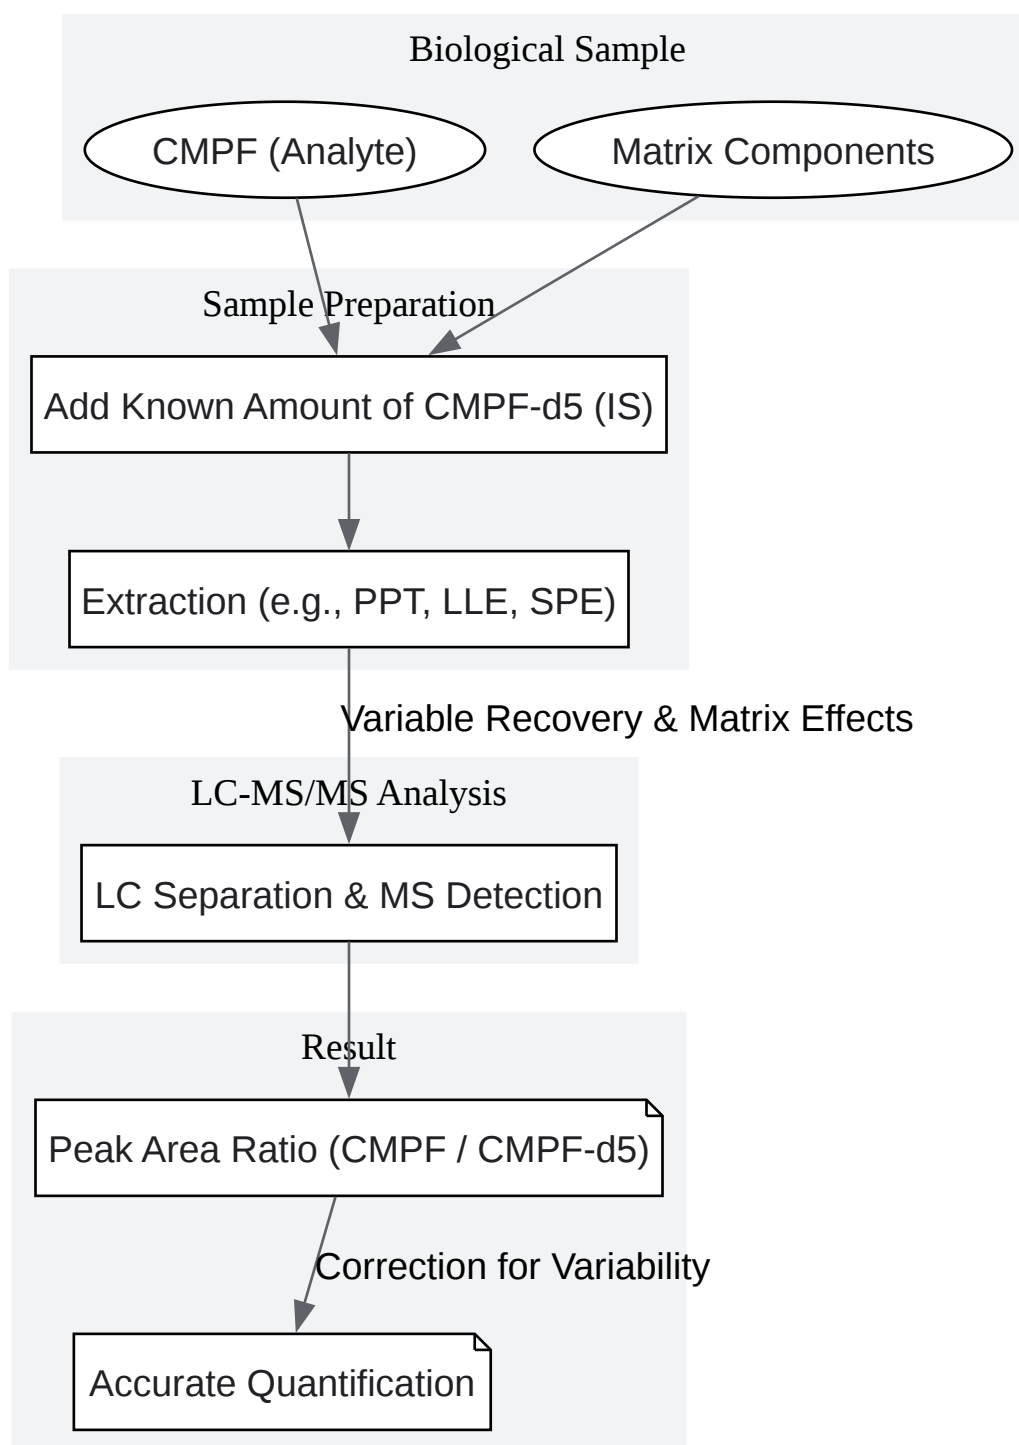 Biological Sample
CMPF (Analyte)
Matrix Components
Sample Preparation
Add Known Amount of CMPF-d5 (IS)
Extraction (e.g., PPT, LLE, SPE)
Variable Recovery & Matrix Effects
LC-MS/MS Analysis
LC Separation & MS Detection
Result
Peak Area Ratio (CMPF / CMPF-d5)
Correction for Variability
Accurate Quantification